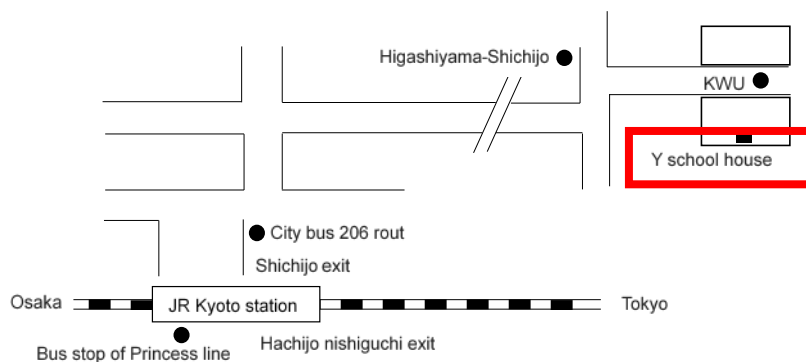 Higashiyama-Shichijo
KWU
Y school house
City bus 206 rout
Shichijo exit
Osaka
JR Kyoto station
Tokyo
Hachijo nishiguchi exit
Bus stop of Princess line